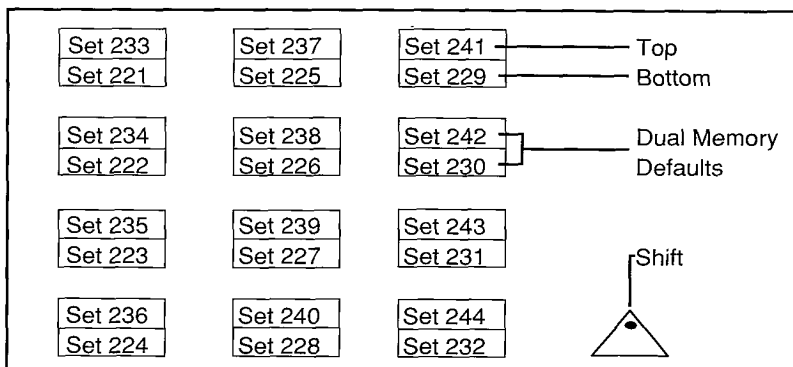 Set 233 Set 237 Set 241 Top
Set 221 Set 225 Set 229 Bottom
Set 234 Set 238 Set 242 Dual Memory
Set 222 Set 226 Set 230 Defaults
Set 235 Set 239 Set 243
Set 223 Set 227 Set 231 Shift
Set 236 Set 240 Set 244
Set 224 Set 228 Set 232